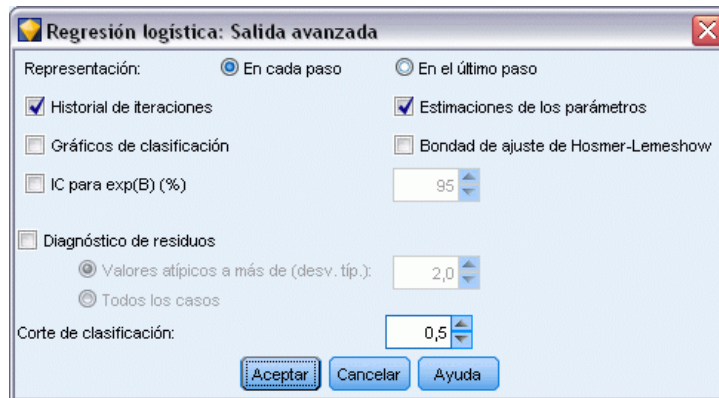 Regresión logística: Salida avanzada
Representación: En cada paso En el último paso
Historial de iteraciones Estimaciones de los parámetros
Gráficos de clasificación Bondad de ajuste de Hosmer-Lemeshow
IC para exp(B) (%) 95
Diagnóstico de residuos
Valores atípicos a más de (desv. típ.): 2,0
Todos los casos
Corte de clasificación: 0,5
Aceptar Cancelar Ayuda